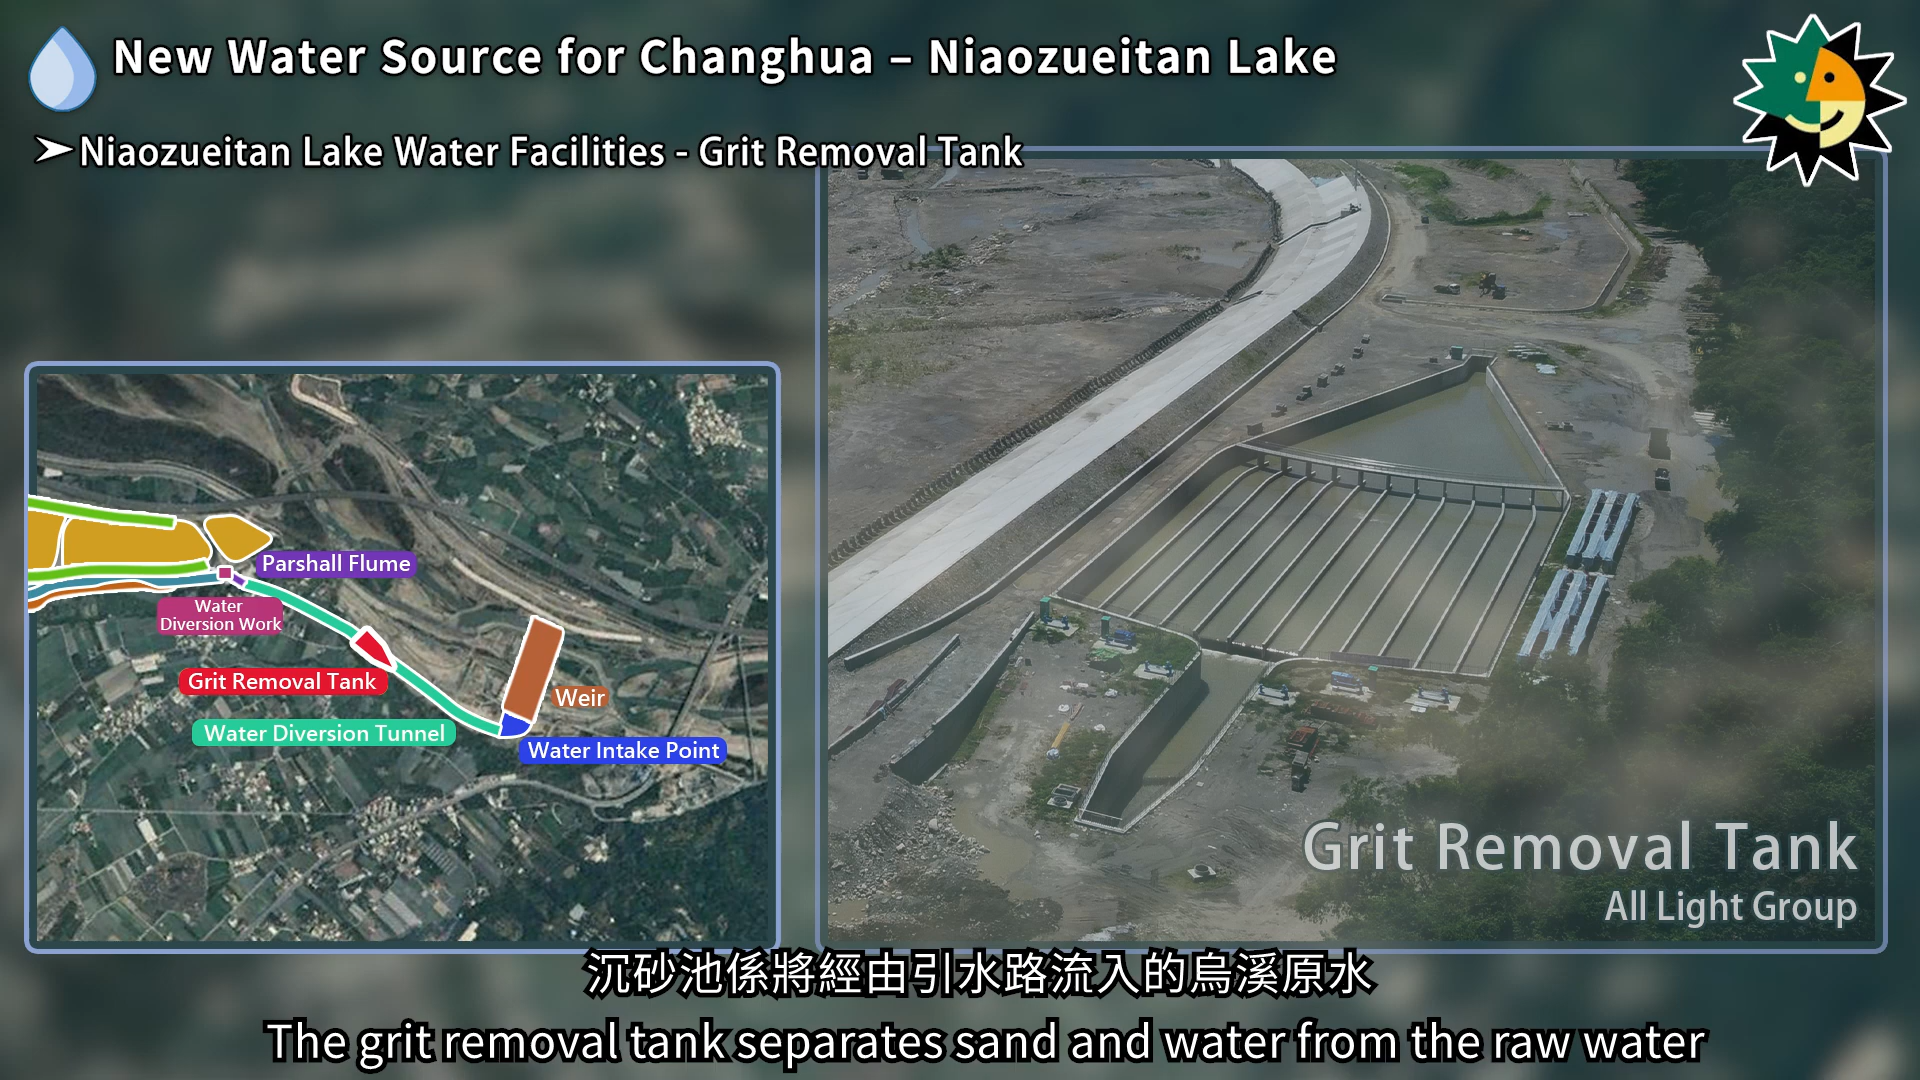 New Water Source for Changhua – Niaozueitan Lake
Niaozueitan Lake Water Facilities - Grit Removal Tank
Parshall Flume
Water
Diversion Work
Grit Removal Tank
Weir
Water Diversion Tunnel
Water Intake Point
Grit Removal Tank
All Light Group
沉砂池係將經由引水路流入的烏溪原水
The grit removal tank separates sand and water from the raw water